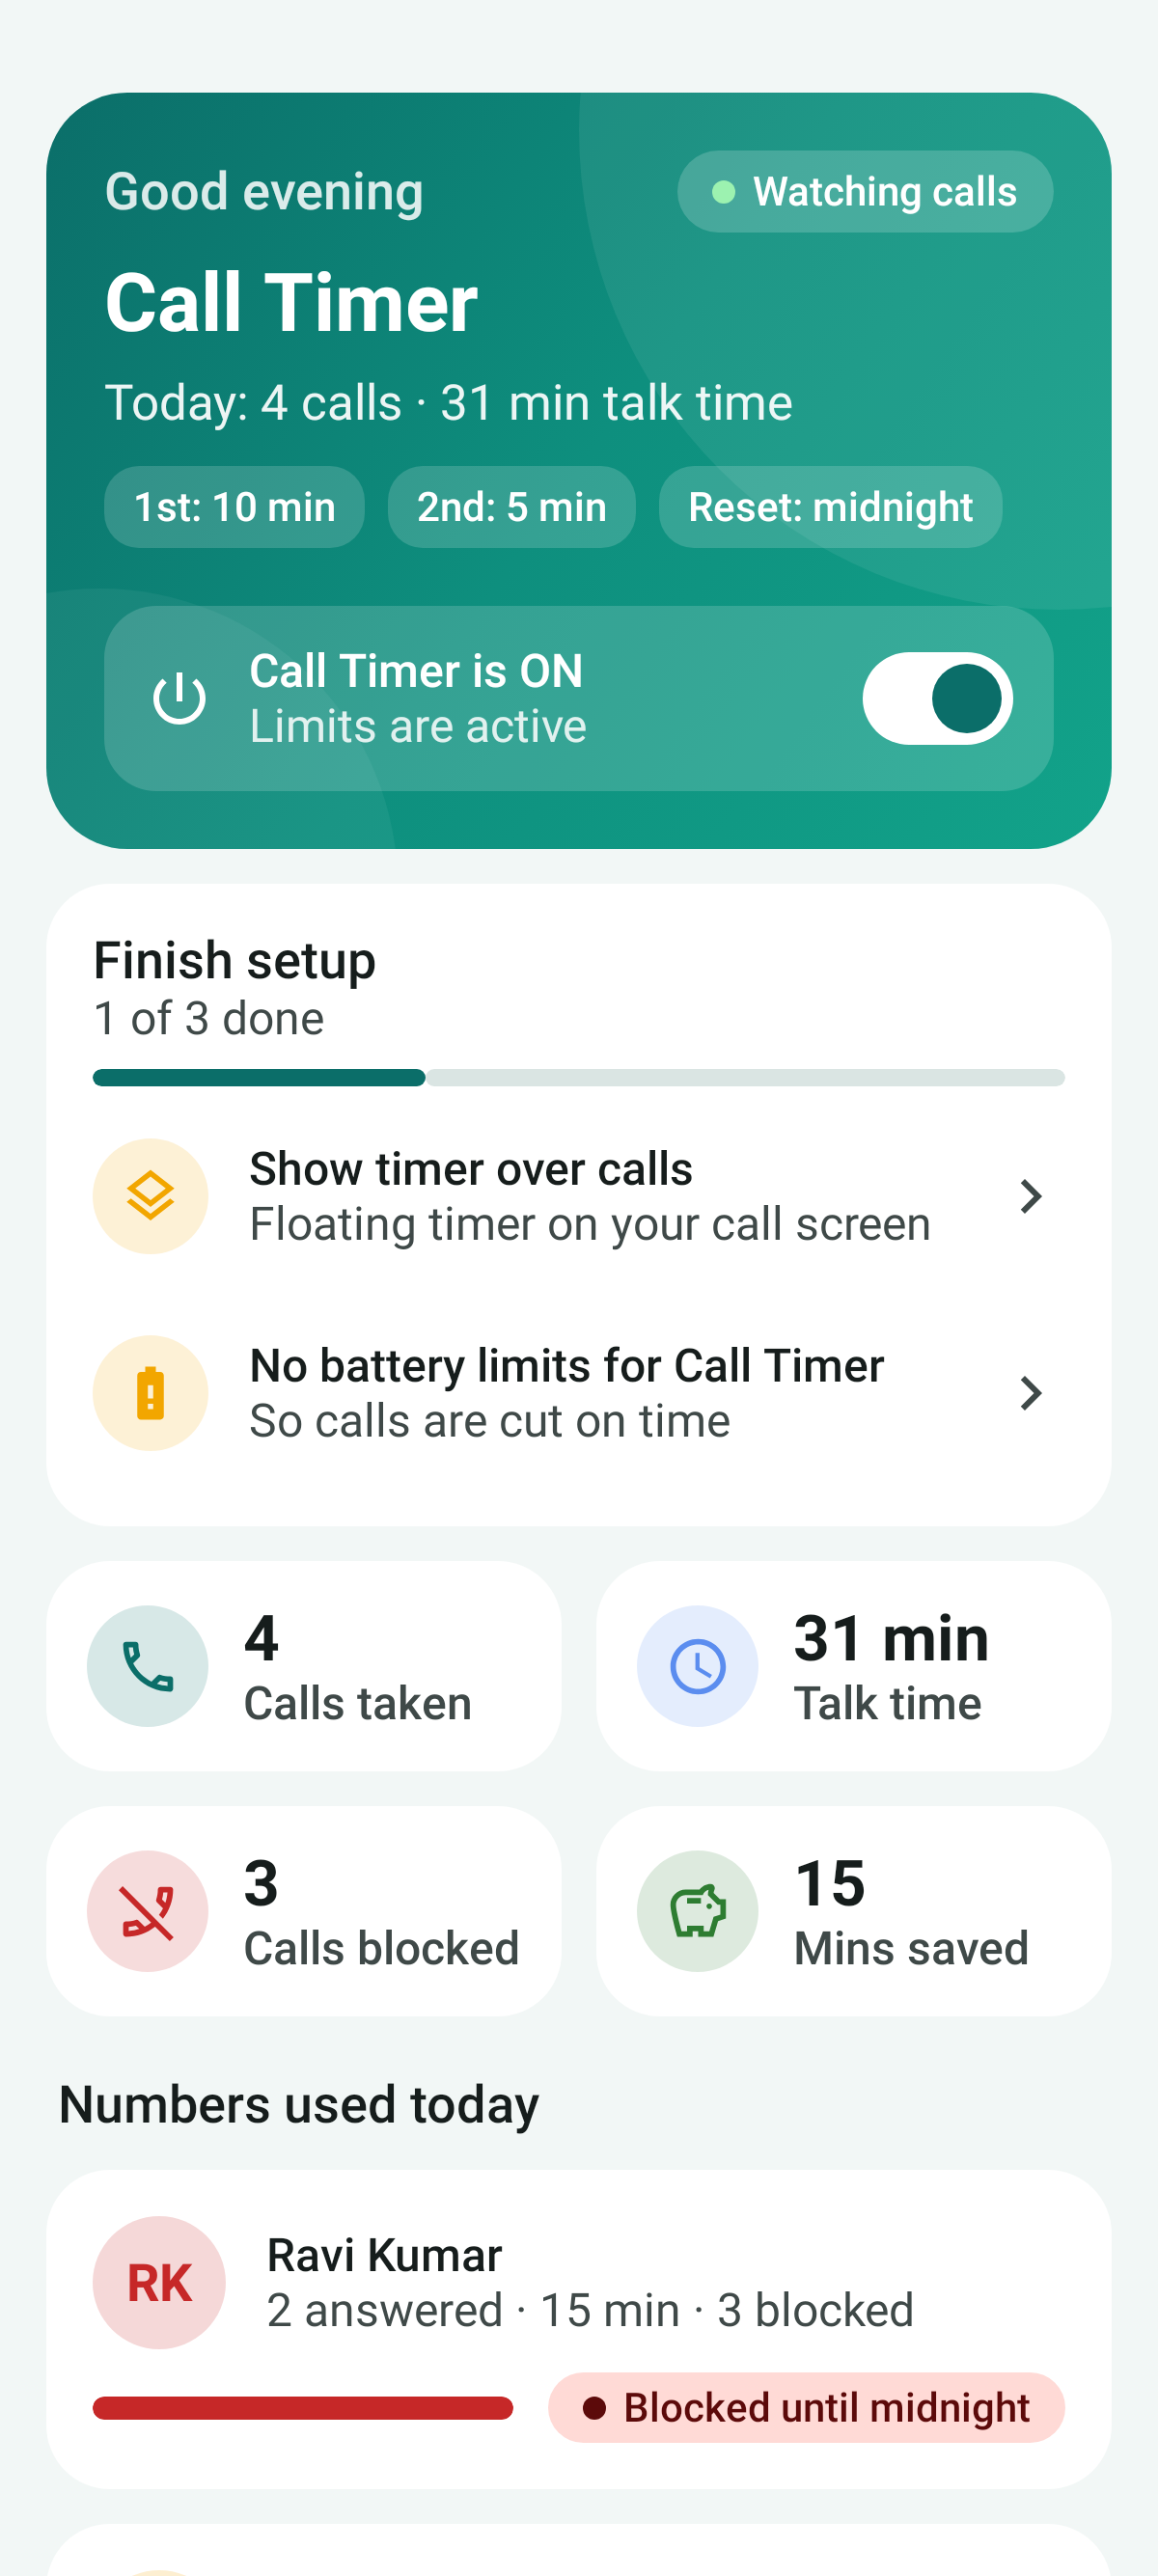 Good evening
Watching calls
Call Timer
Today: 4 calls · 31 min talk time
1st: 10 min
2nd: 5 min
Reset: midnight
Call Timer is ON
Limits are active
Finish setup
1 of 3 done
Show timer over calls
Floating timer on your call screen
No battery limits for Call Timer
So calls are cut on time
4
Calls taken
31 min
Talk time
3
Calls blocked
15
Mins saved
Numbers used today
RK
Ravi Kumar
2 answered · 15 min · 3 blocked
Blocked until midnight